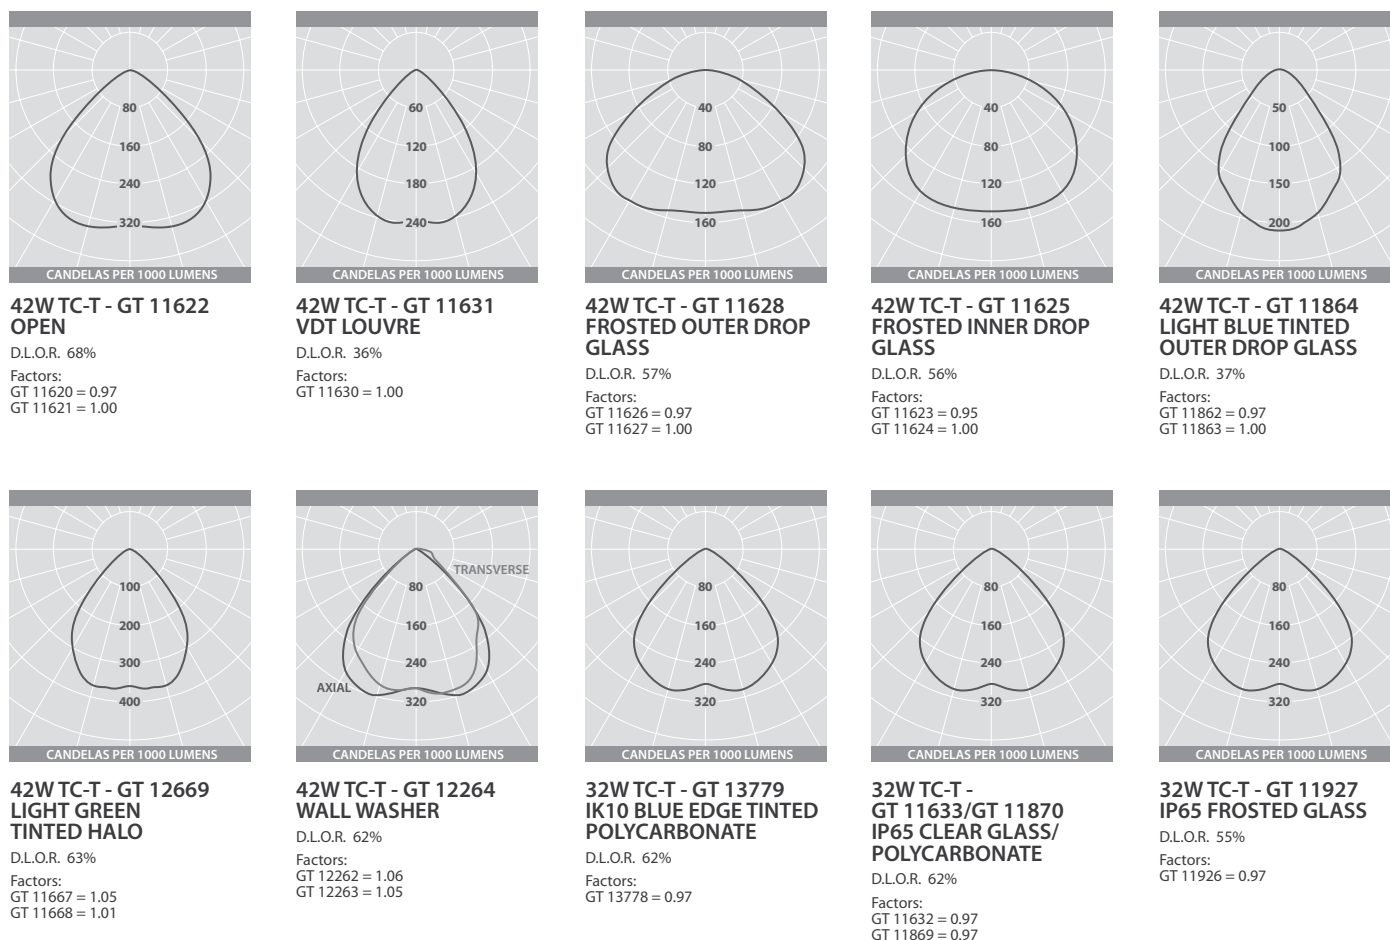 80
160
240
320
CANDELAS PER 1000 LUMENS
42W TC-T - GT 11622
OPEN
D.L.O.R. 68%
Factors:
GT 11620 = 0.97
GT 11621 = 1.00
60
120
180
240
CANDELAS PER 1000 LUMENS
42W TC-T - GT 11631
VDT LOUVRE
D.L.O.R. 36%
Factors:
GT 11630 = 1.00
40
80
120
160
CANDELAS PER 1000 LUMENS
42W TC-T - GT 11628
FROSTED OUTER DROP
GLASS
D.L.O.R. 57%
Factors:
GT 11626 = 0.97
GT 11627 = 1.00
40
80
120
160
CANDELAS PER 1000 LUMENS
42W TC-T - GT 11625
FROSTED INNER DROP
GLASS
D.L.O.R. 56%
Factors:
GT 11623 = 0.95
GT 11624 = 1.00
50
100
150
200
CANDELAS PER 1000 LUMENS
42W TC-T - GT 11864
LIGHT BLUE TINTED
OUTER DROP GLASS
D.L.O.R. 37%
Factors:
GT 11862 = 0.97
GT 11863 = 1.00
100
200
300
400
CANDELAS PER 1000 LUMENS
42W TC-T - GT 12669
LIGHT GREEN
TINTED HALO
D.L.O.R. 63%
Factors:
GT 11667 = 1.05
GT 11668 = 1.01
TRANSVERSE
80
160
240
AXIAL
320
CANDELAS PER 1000 LUMENS
42W TC-T - GT 12264
WALL WASHER
D.L.O.R. 62%
Factors:
GT 12262 = 1.06
GT 12263 = 1.05
80
160
240
320
CANDELAS PER 1000 LUMENS
32W TC-T - GT 13779
IK10 BLUE EDGE TINTED
POLYCARBONATE
D.L.O.R. 62%
Factors:
GT 13778 = 0.97
80
160
240
320
CANDELAS PER 1000 LUMENS
32W TC-T -
GT 11633/GT 11870
IP65 CLEAR GLASS/
POLYCARBONATE
D.L.O.R. 62%
Factors:
GT 11632 = 0.97
GT 11869 = 0.97
80
160
240
320
CANDELAS PER 1000 LUMENS
32W TC-T - GT 11927
IP65 FROSTED GLASS
D.L.O.R. 55%
Factors:
GT 11926 = 0.97